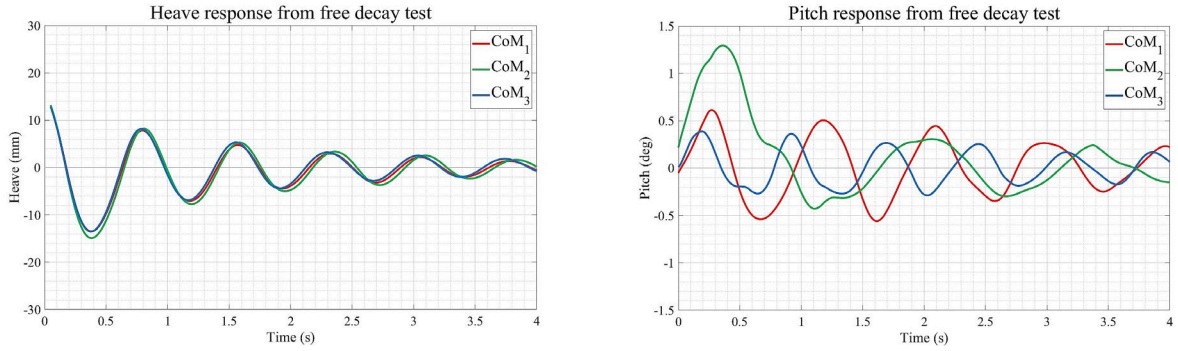 Heave response from free decay test
30
20
10
0
-10
-20
-30
Heave (mm)
0 0.5 1 1.5 2 2.5 3 3.5 4
Time (s)
CoM1
CoM2
CoM3
Pitch response from free decay test
1.5
1
0.5
0
-0.5
-1
-1.5
Pitch (deg)
0 0.5 1 1.5 2 2.5 3 3.5 4
Time (s)
CoM1
CoM2
CoM3